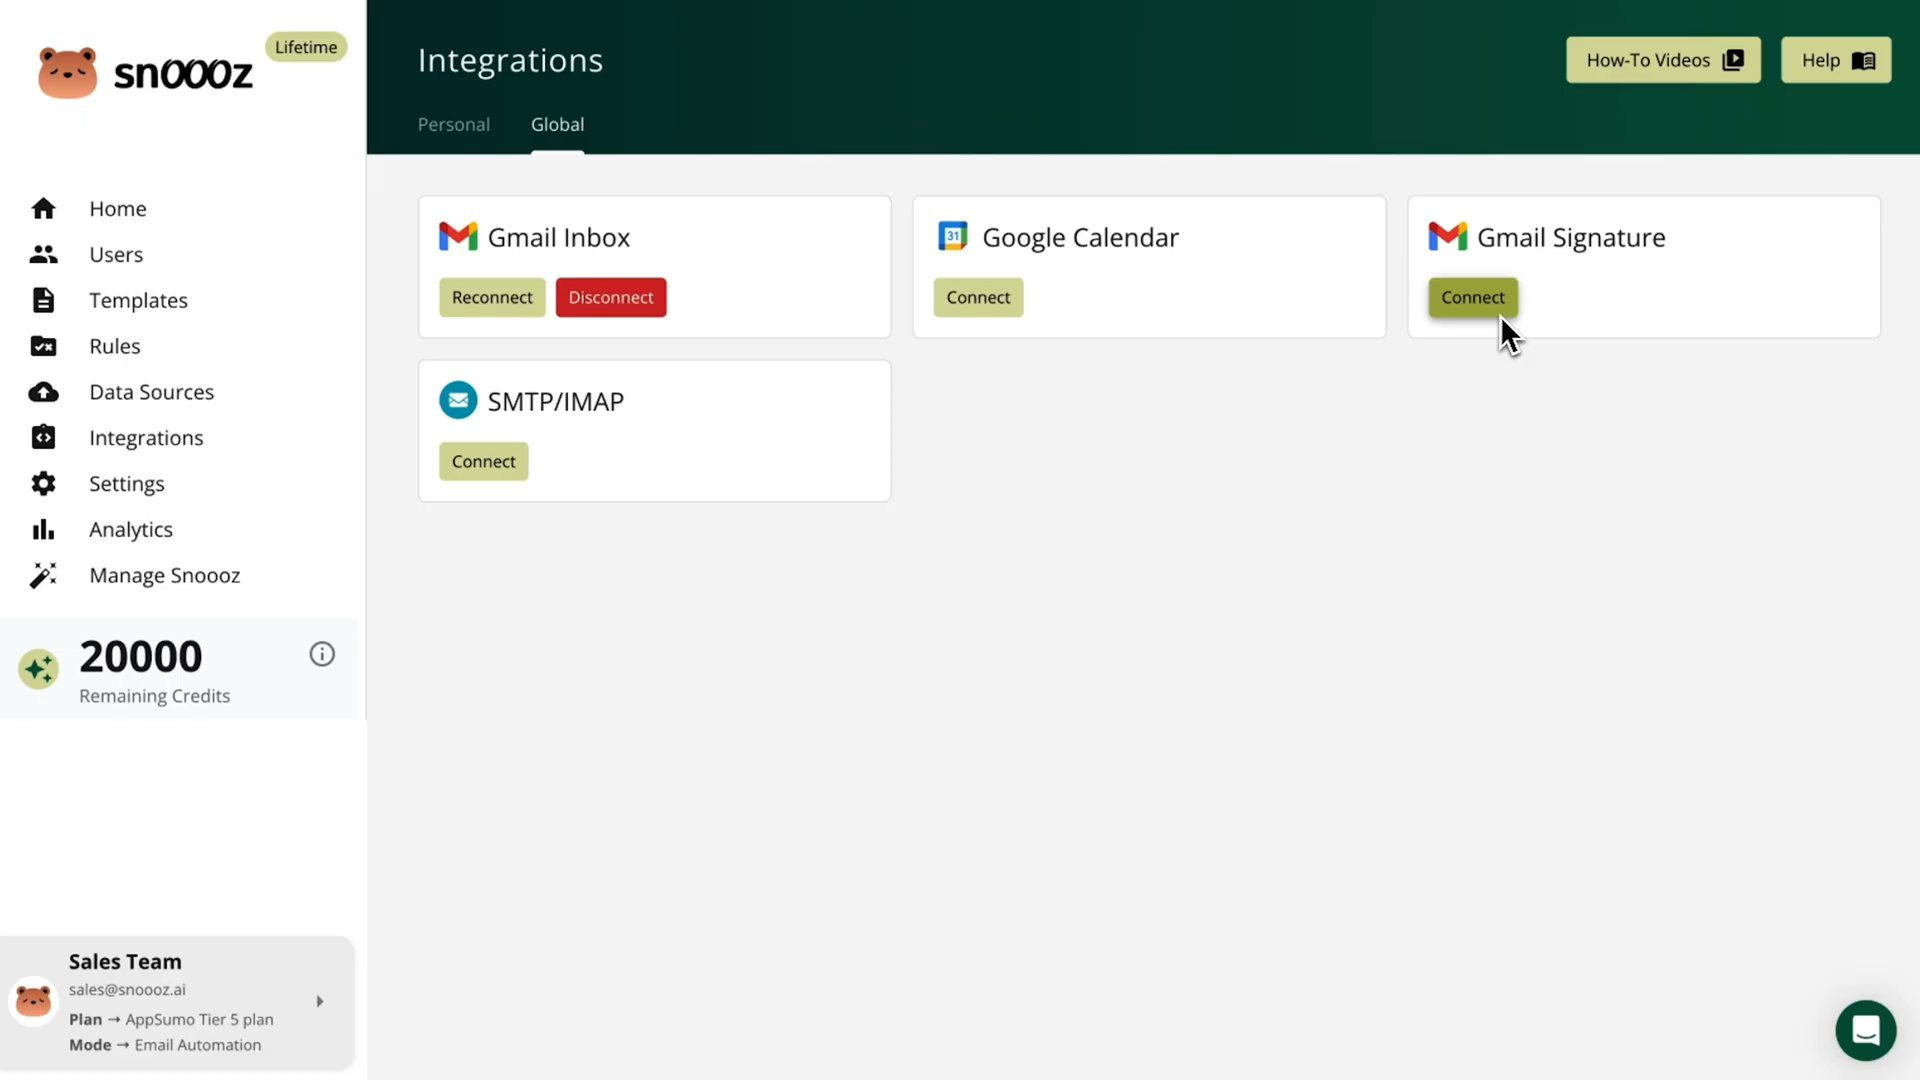 snOOOz
Lifetime
Home
Users
Templates
Rules
Data Sources
Integrations
Settings
Analytics
Manage Snoooz
20000
Remaining Credits
Sales Team
sales@snoooz.ai
Plan → AppSumo Tier 5 plan
Mode → Email Automation
Integrations
How-To Videos
Help
Personal
Global
Gmail Inbox
Reconnect
Disconnect
31
Google Calendar
Connect
Gmail Signature
Connect
SMTP/IMAP
Connect